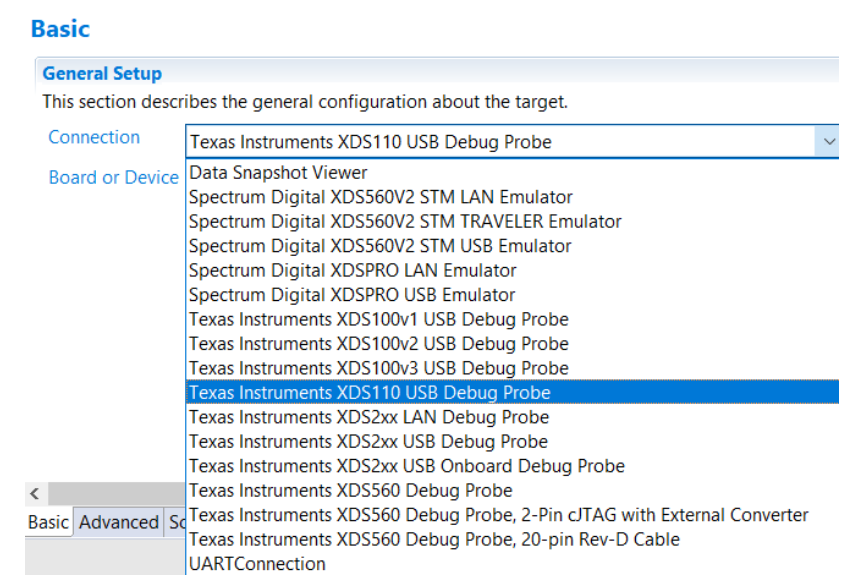 Basic
General Setup
This section describes the general configuration about the target.
Connection
Texas Instruments XDS110 USB Debug Probe
Board or Device
Data Snapshot Viewer
Spectrum Digital XDS560V2 STM LAN Emulator
Spectrum Digital XDS560V2 STM TRAVELER Emulator
Spectrum Digital XDS560V2 STM USB Emulator
Spectrum Digital XDSPRO LAN Emulator
Spectrum Digital XDSPRO USB Emulator
Texas Instruments XDS100v1 USB Debug Probe
Texas Instruments XDS100v2 USB Debug Probe
Texas Instruments XDS100v3 USB Debug Probe
Texas Instruments XDS110 USB Debug Probe
Texas Instruments XDS2xx LAN Debug Probe
Texas Instruments XDS2xx USB Debug Probe
Texas Instruments XDS2xx USB Onboard Debug Probe
Texas Instruments XDS560 Debug Probe
Texas Instruments XDS560 Debug Probe, 2-Pin cJTAG with External Converter
Texas Instruments XDS560 Debug Probe, 20-pin Rev-D Cable
UARTConnection
Basic Advanced